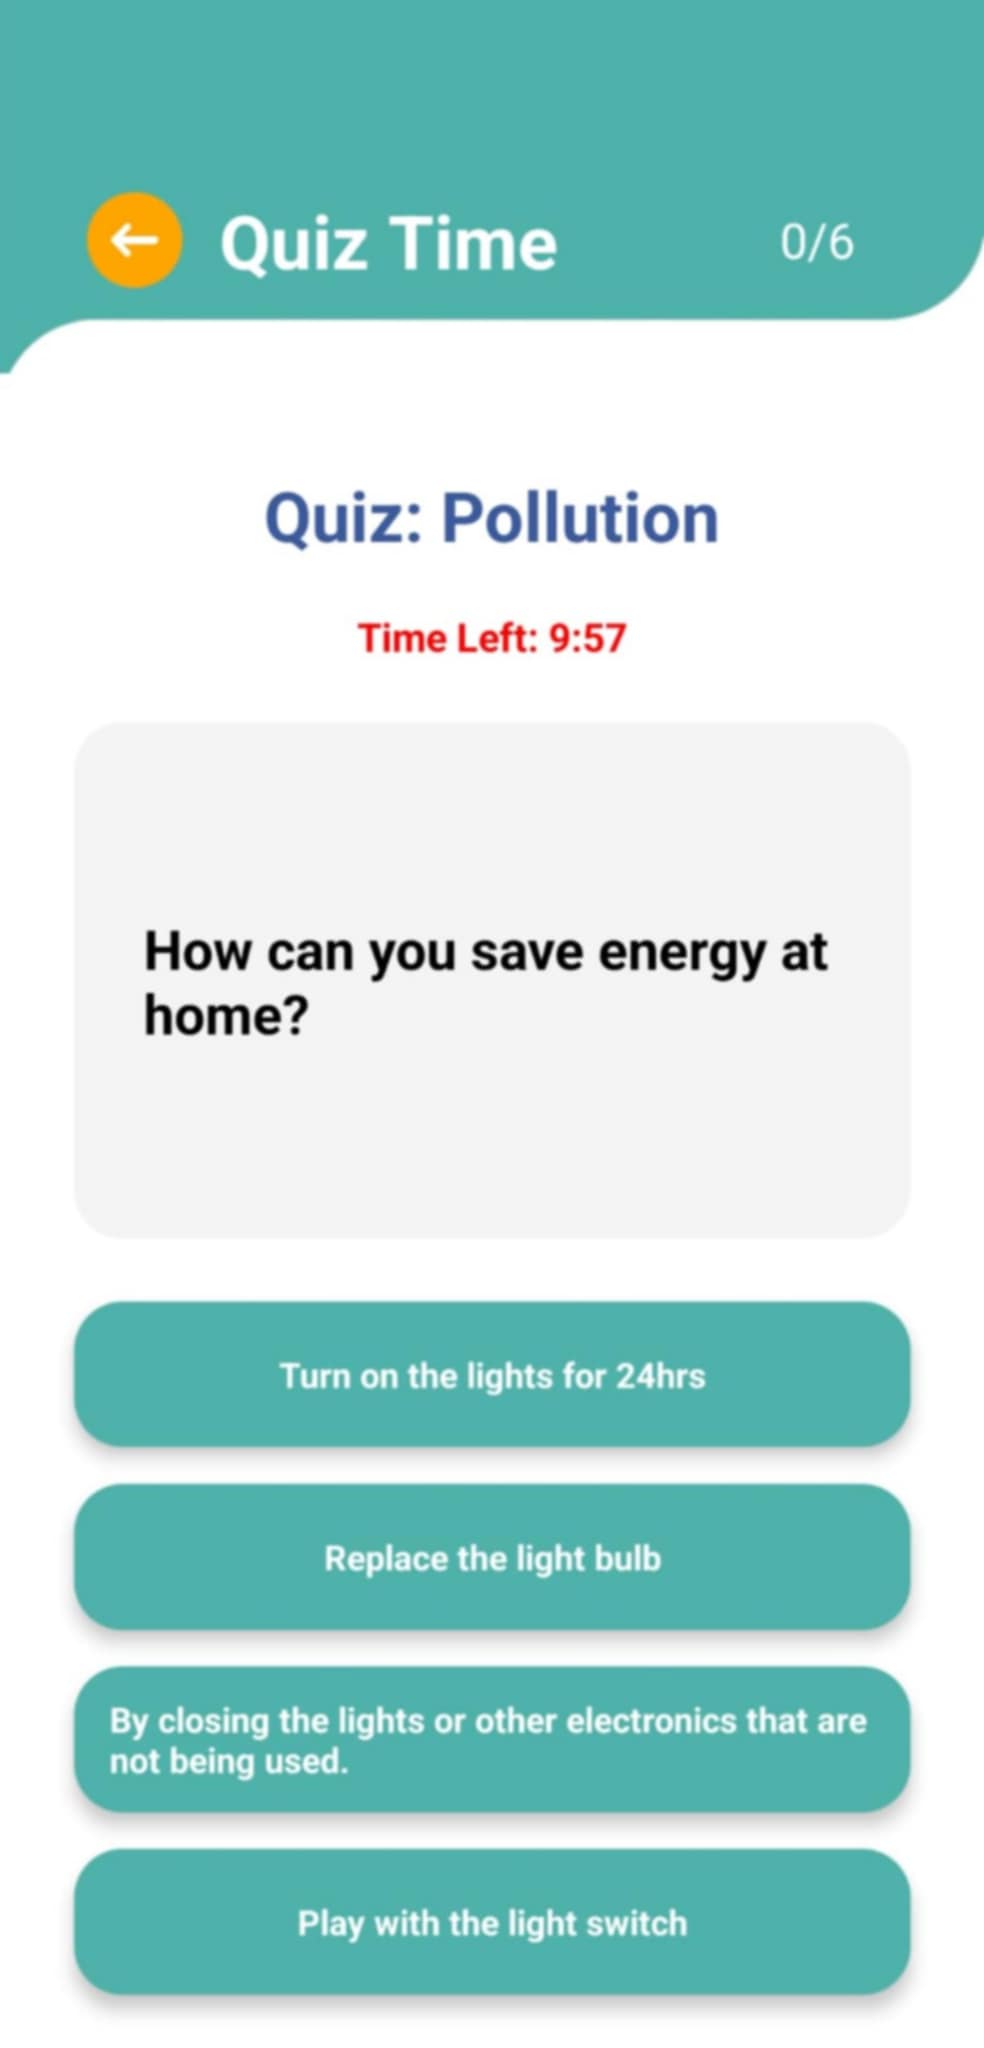 Quiz Time
0/6
Quiz: Pollution
Time Left: 9:57
How can you save energy at
home?
Turn on the lights for 24hrs
Replace the light bulb
By closing the lights or other electronics that are
not being used.
Play with the light switch